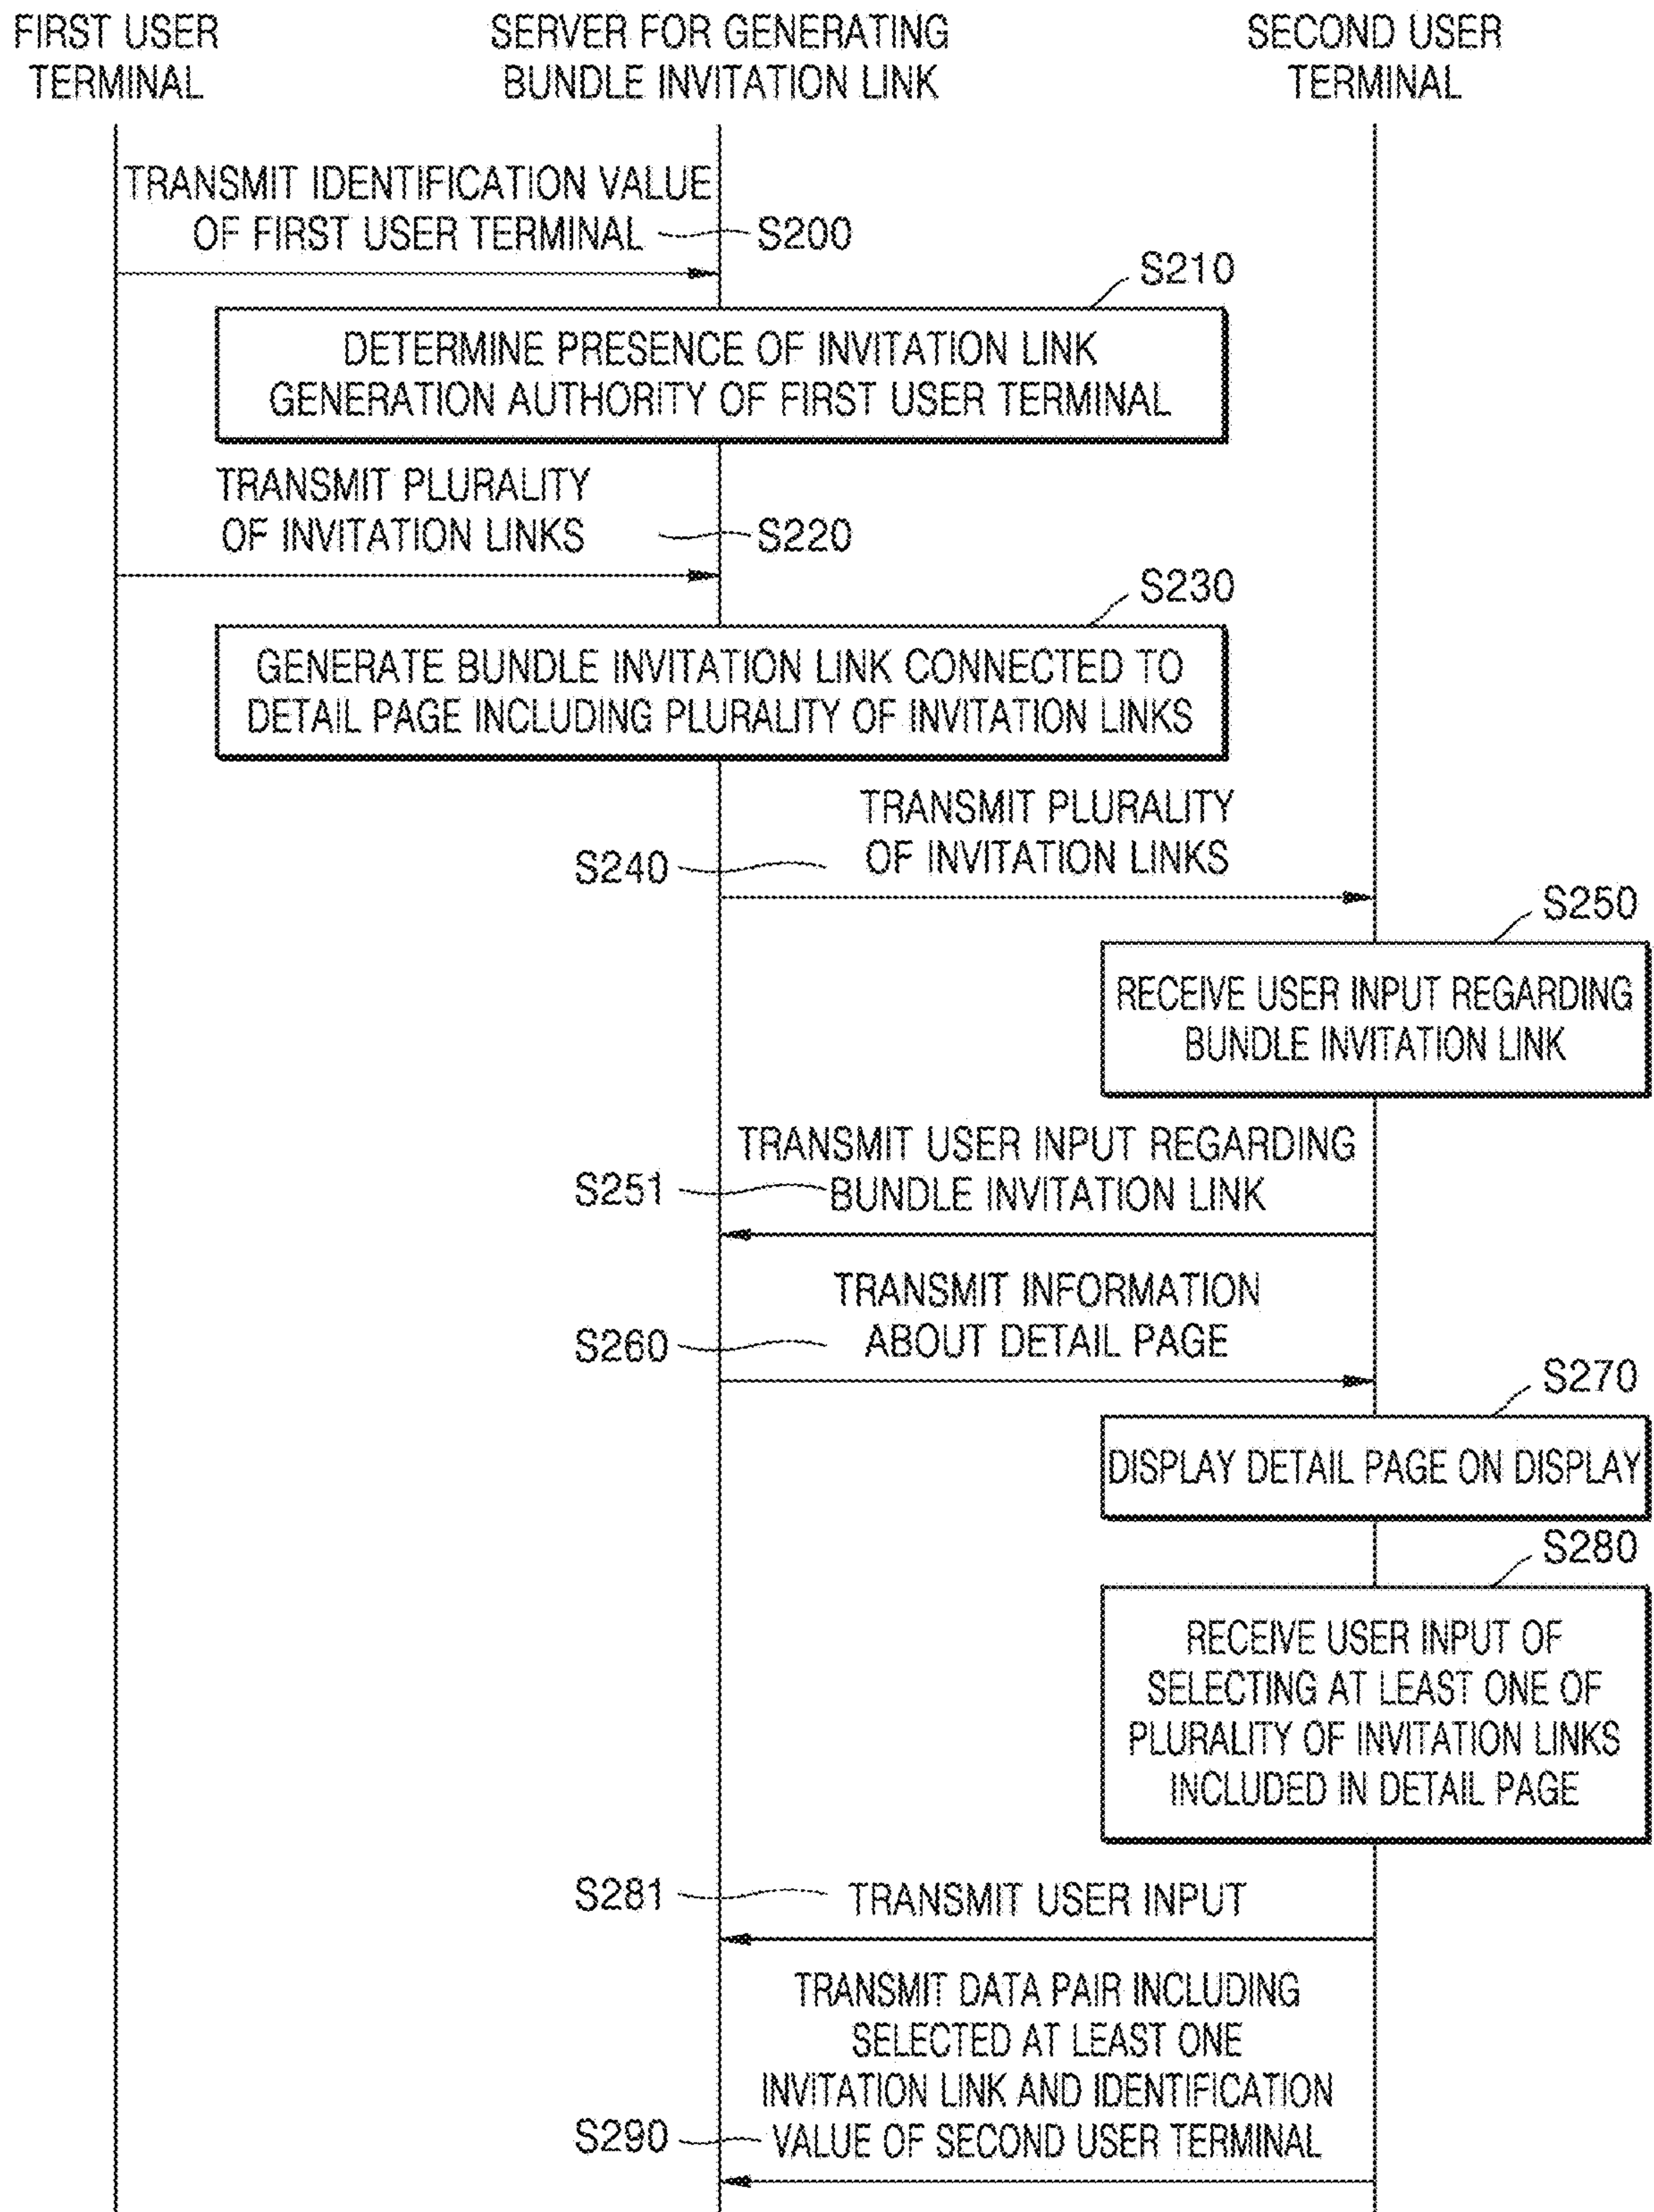 FIRST USER
TERMINAL
SERVER FOR GENERATING
BUNDLE INVITATION LINK
SECOND USER
TERMINAL
TRANSMIT IDENTIFICATION VALUE
OF FIRST USER TERMINAL
S200
S210
DETERMINE PRESENCE OF INVITATION LINK
GENERATION AUTHORITY OF FIRST USER TERMINAL
TRANSMIT PLURALITY
OF INVITATION LINKS
S220
S230
GENERATE BUNDLE INVITATION LINK CONNECTED TO
DETAIL PAGE INCLUDING PLURALITY OF INVITATION LINKS
TRANSMIT PLURALITY
OF INVITATION LINKS
S240
S250
RECEIVE USER INPUT REGARDING
BUNDLE INVITATION LINK
TRANSMIT USER INPUT REGARDING
BUNDLE INVITATION LINK
S251
TRANSMIT INFORMATION
ABOUT DETAIL PAGE
S260
S270
DISPLAY DETAIL PAGE ON DISPLAY
S280
RECEIVE USER INPUT OF
SELECTING AT LEAST ONE OF
PLURALITY OF INVITATION LINKS
INCLUDED IN DETAIL PAGE
S281
TRANSMIT USER INPUT
TRANSMIT DATA PAIR INCLUDING
SELECTED AT LEAST ONE
INVITATION LINK AND IDENTIFICATION
VALUE OF SECOND USER TERMINAL
S290